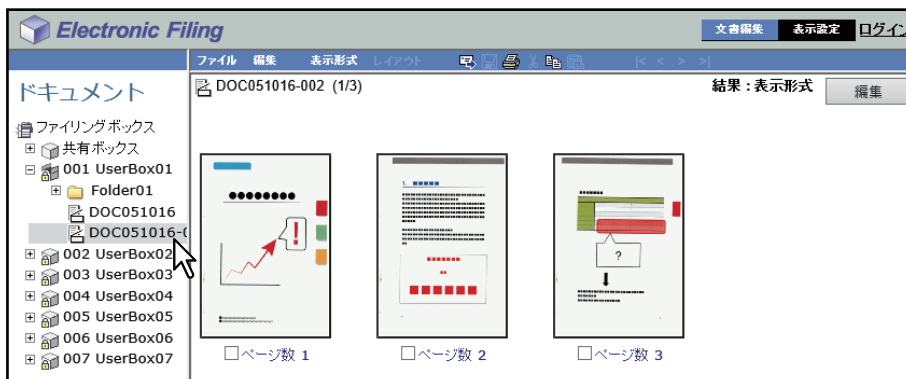 Electronic Filing
文書編集 表示設定 ログイン
ファイル 編集 表示形式 レイアウト |< < > >|
ドキュメント
DOC051016-002 (1/3)
結果 : 表示形式 編集
ファイリングボックス
共有ボックス
001 UserBox01
Folder01
DOC051016
DOC051016-0
002 UserBox02
003 UserBox03
004 UserBox04
005 UserBox05
006 UserBox06
007 UserBox07
!
1.
?
ページ数 1 ページ数 2 ページ数 3